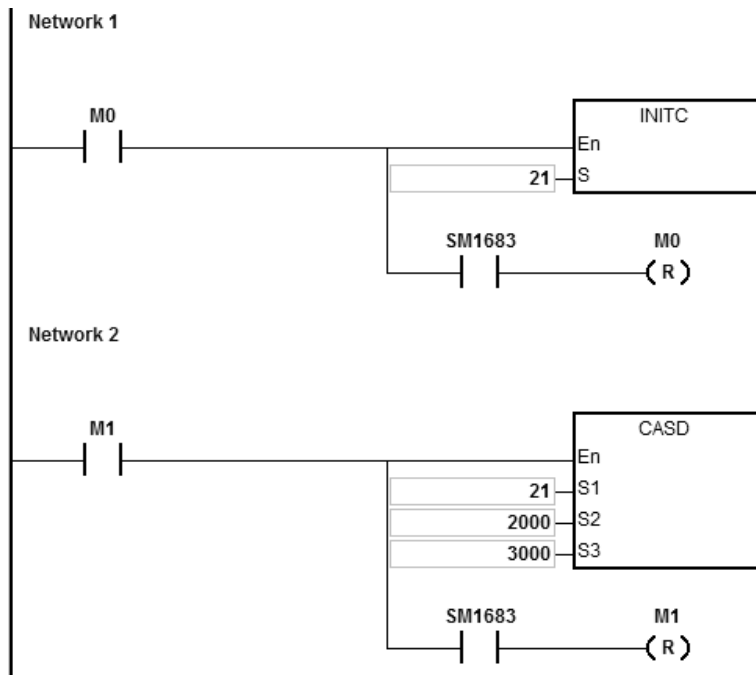 Network 1
M0
INITC
En
21 S
SM1683 M0
( R )
Network 2
M1
CASD
En
21 S1
2000 S2
3000 S3
SM1683 M1
( R )